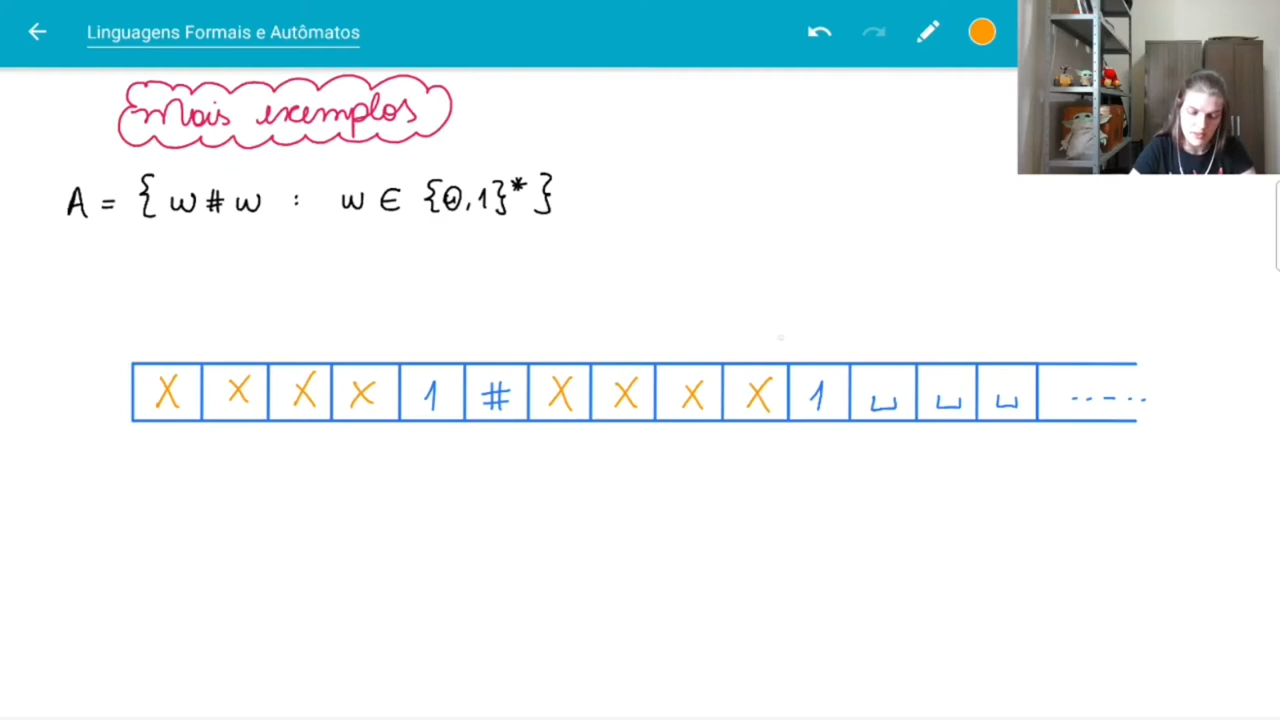 Linguagens Formais e Autômatos
Mais exemplos
A = { w # w : w ∈ {0,1}* }
X X X X 1 # X X X X 1 ⊔ ⊔ ⊔ ......